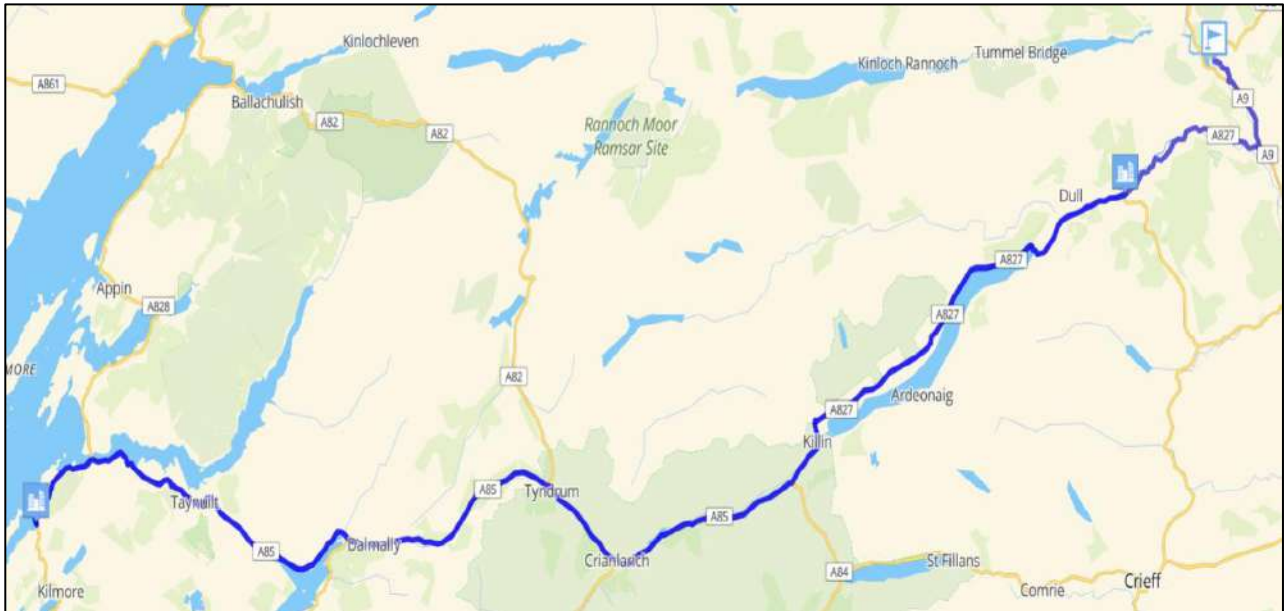 Kinlochleven
Tummel Bridge
Kinloch Rannoch
A861
Ballachulish
A82
A82
Rannoch Moor
Ramsar Site
A9
A827
A9
Dull
A827
Appin
A828
A827
MORE
A82
Ardeonaig
A827
Killin
Taynuilt
A85
Tyndrum
A85
Dalmally
A85
Crianlarich
St Fillans
A84
Comrie
Crieff
Kilmore